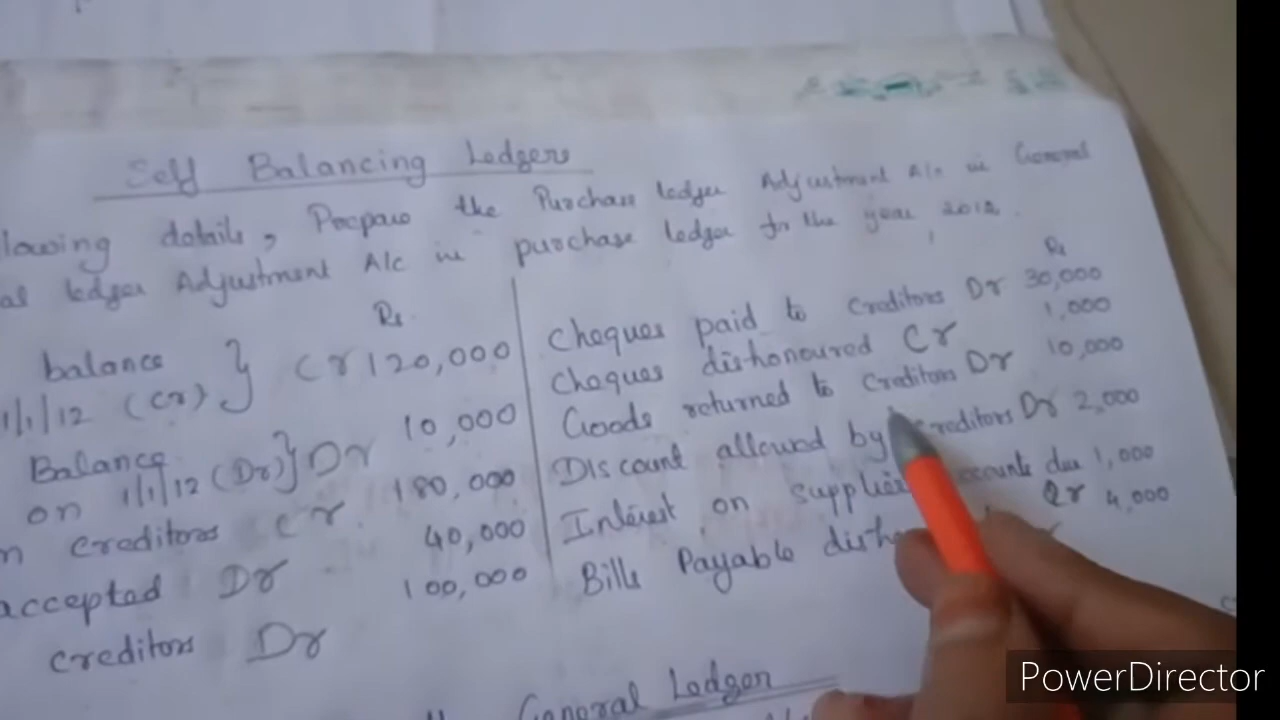 Self Balancing Ledgers
lowing details, Prepare the Purchase ledger Adjustment A/c in General
al ledger Adjustment A/c in purchase ledger for the year 2012.
Rs
balance } Cr 120,000
1/1/12 (Cr)
Balance } Dr 10,000
on 1/1/12 (Dr)
n creditors Cr 180,000
accepted Dr 40,000
creditors Dr 100,000
Rs
Cheques paid to creditors Dr 30,000
Cheques dishonoured Cr 1,000
Goods returned to creditors Dr 10,000
Discount allowed by creditors Dr 2,000
Interest on supplier accounts due 1,000
Bills Payable Cr 4,000
General Ledger
PowerDirector